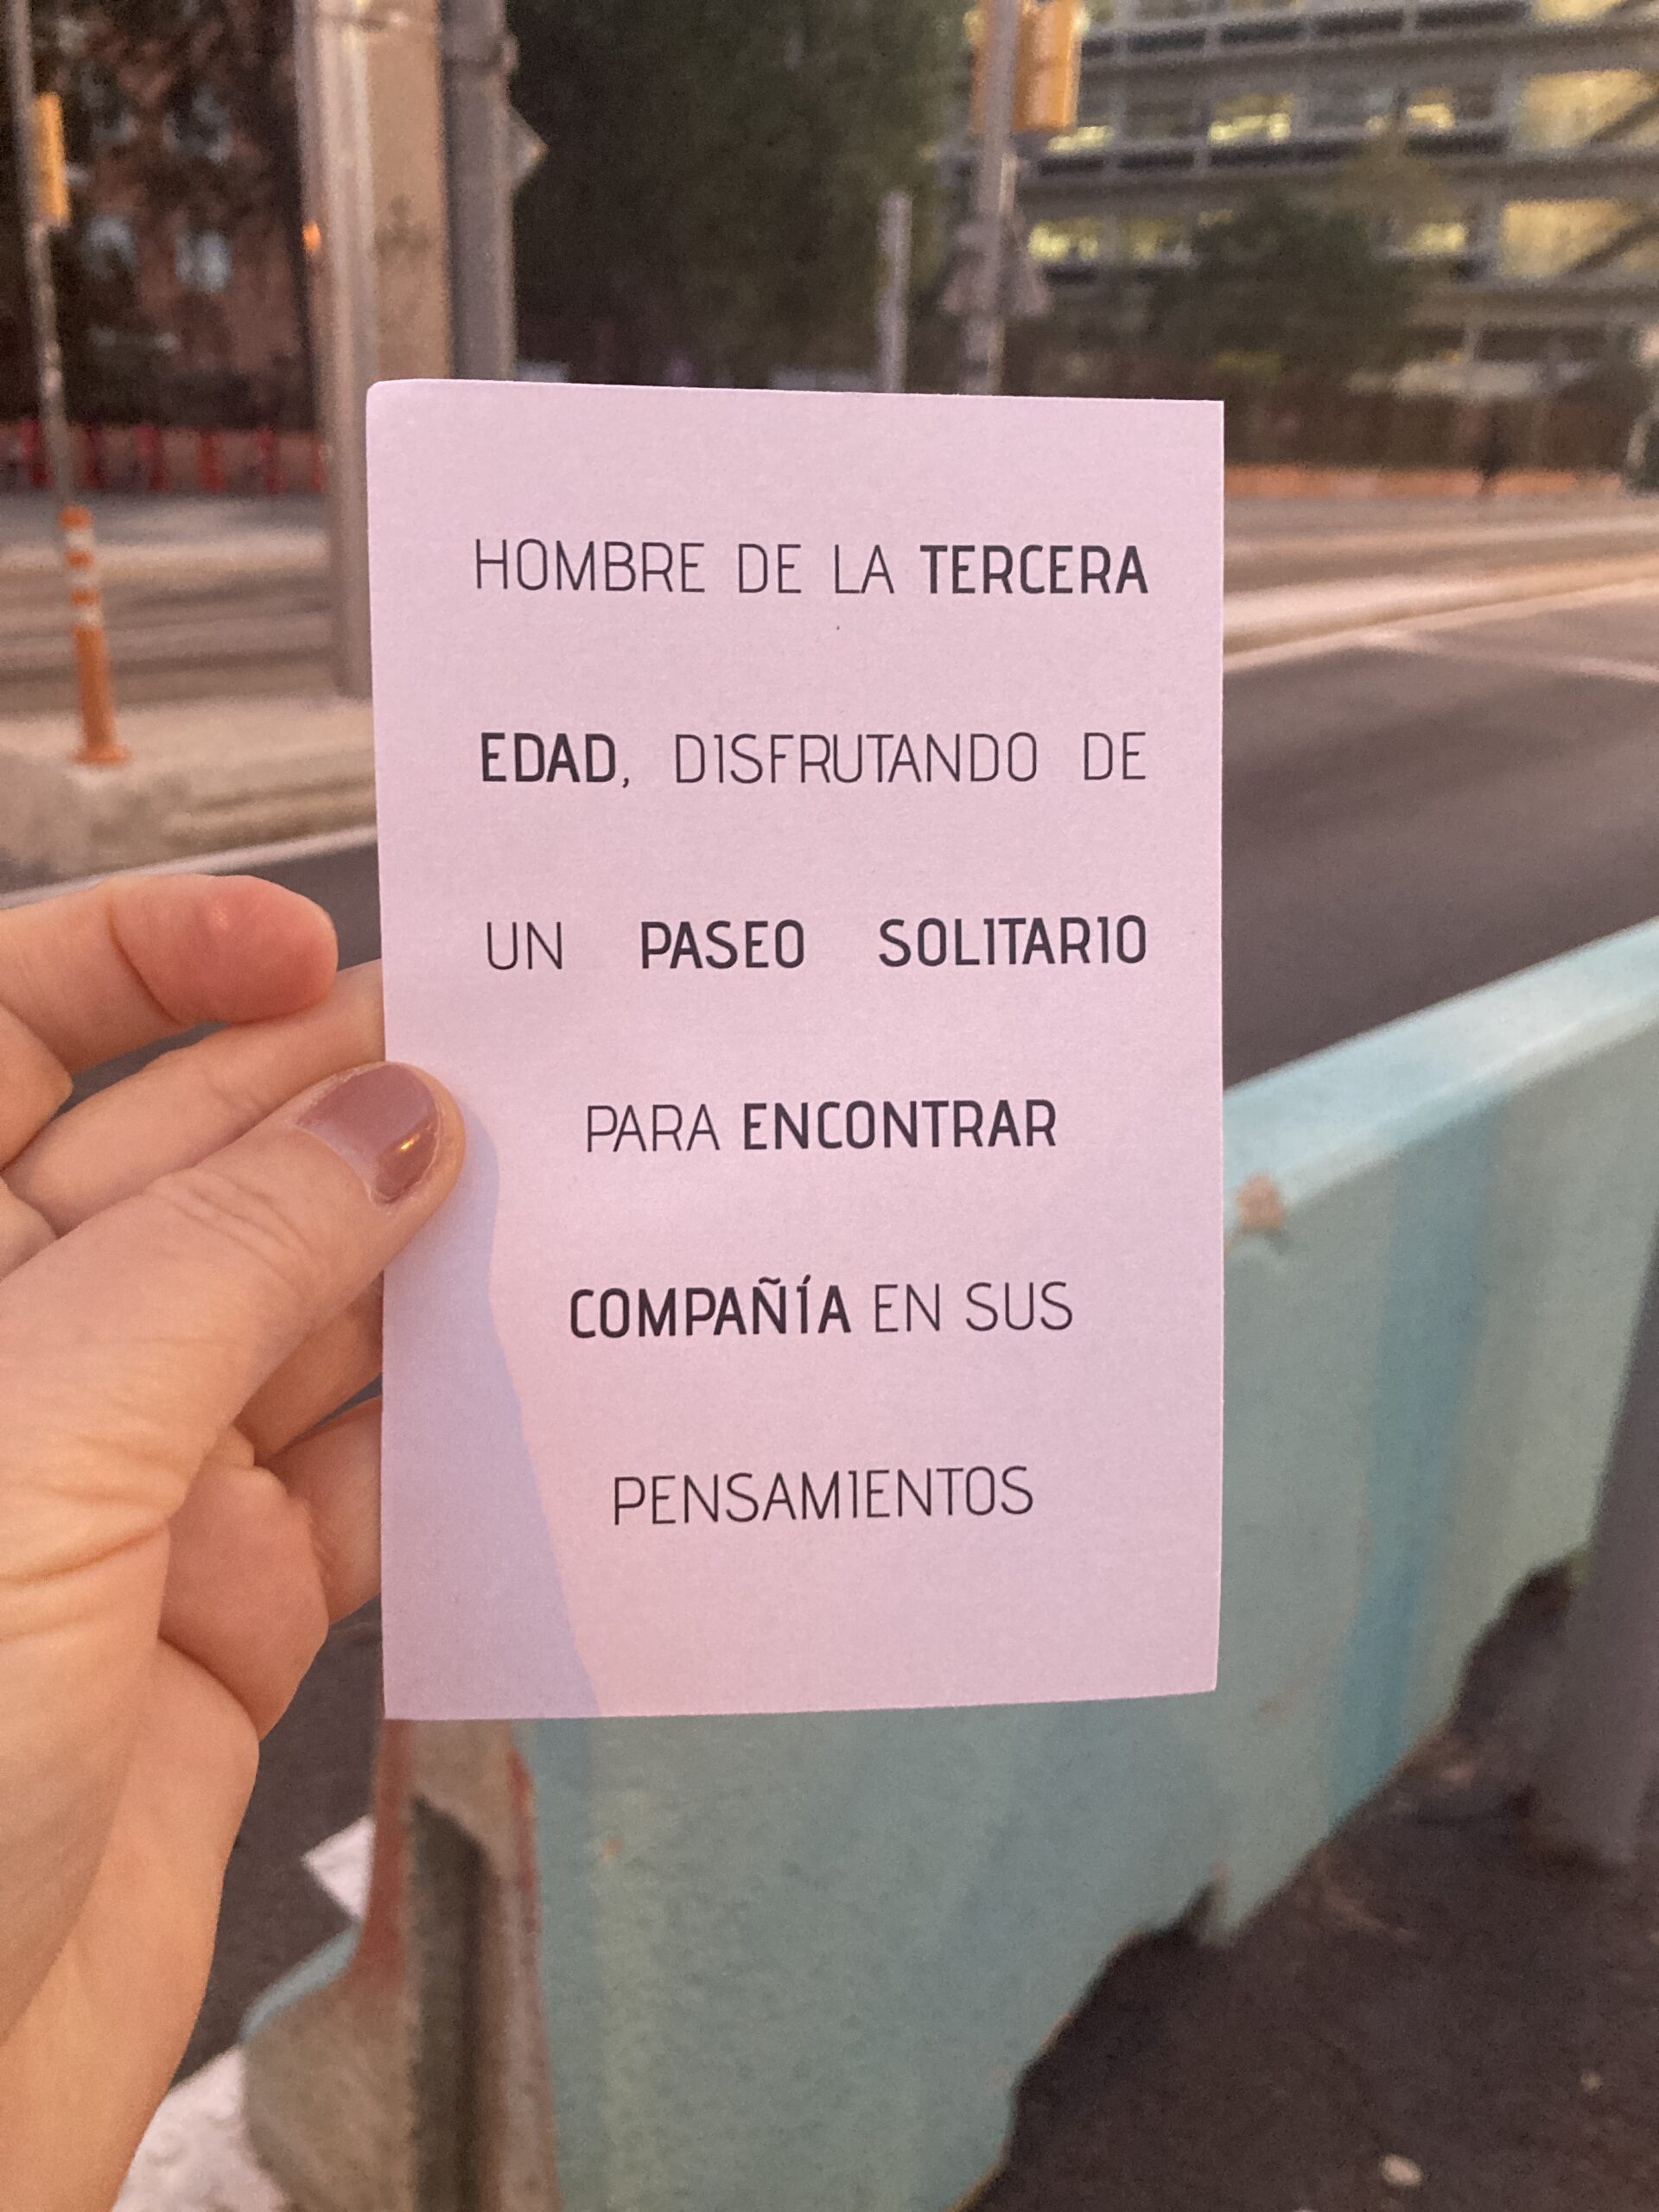 HOMBRE DE LA TERCERA
EDAD, DISFRUTANDO DE
UN PASEO SOLITARIO
PARA ENCONTRAR
COMPAÑÍA EN SUS
PENSAMIENTOS